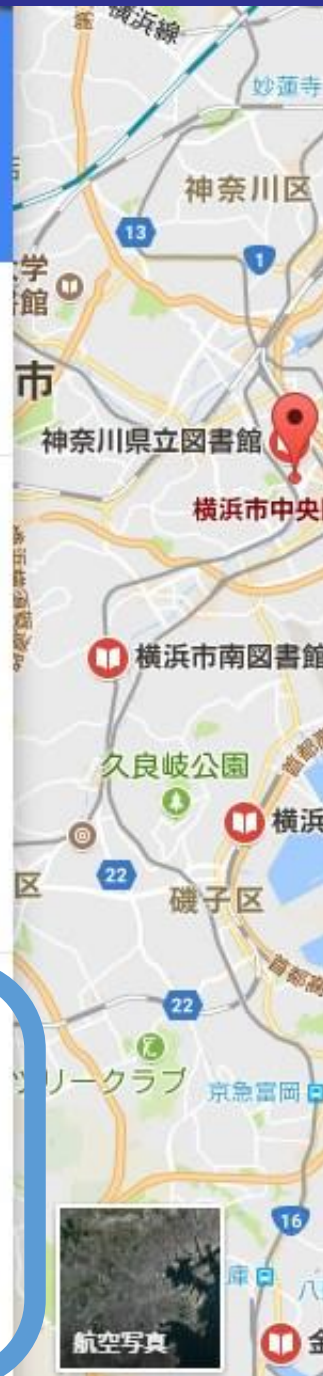 横浜線
妙蓮寺
神奈川区
13
1
学
館
市
神奈川県立図書館
横浜市中央
横浜市南図書館
久良岐公園
横浜
22
区
磯子区
22
ツリークラブ
京急富岡
16
航空写真
庫
八
金